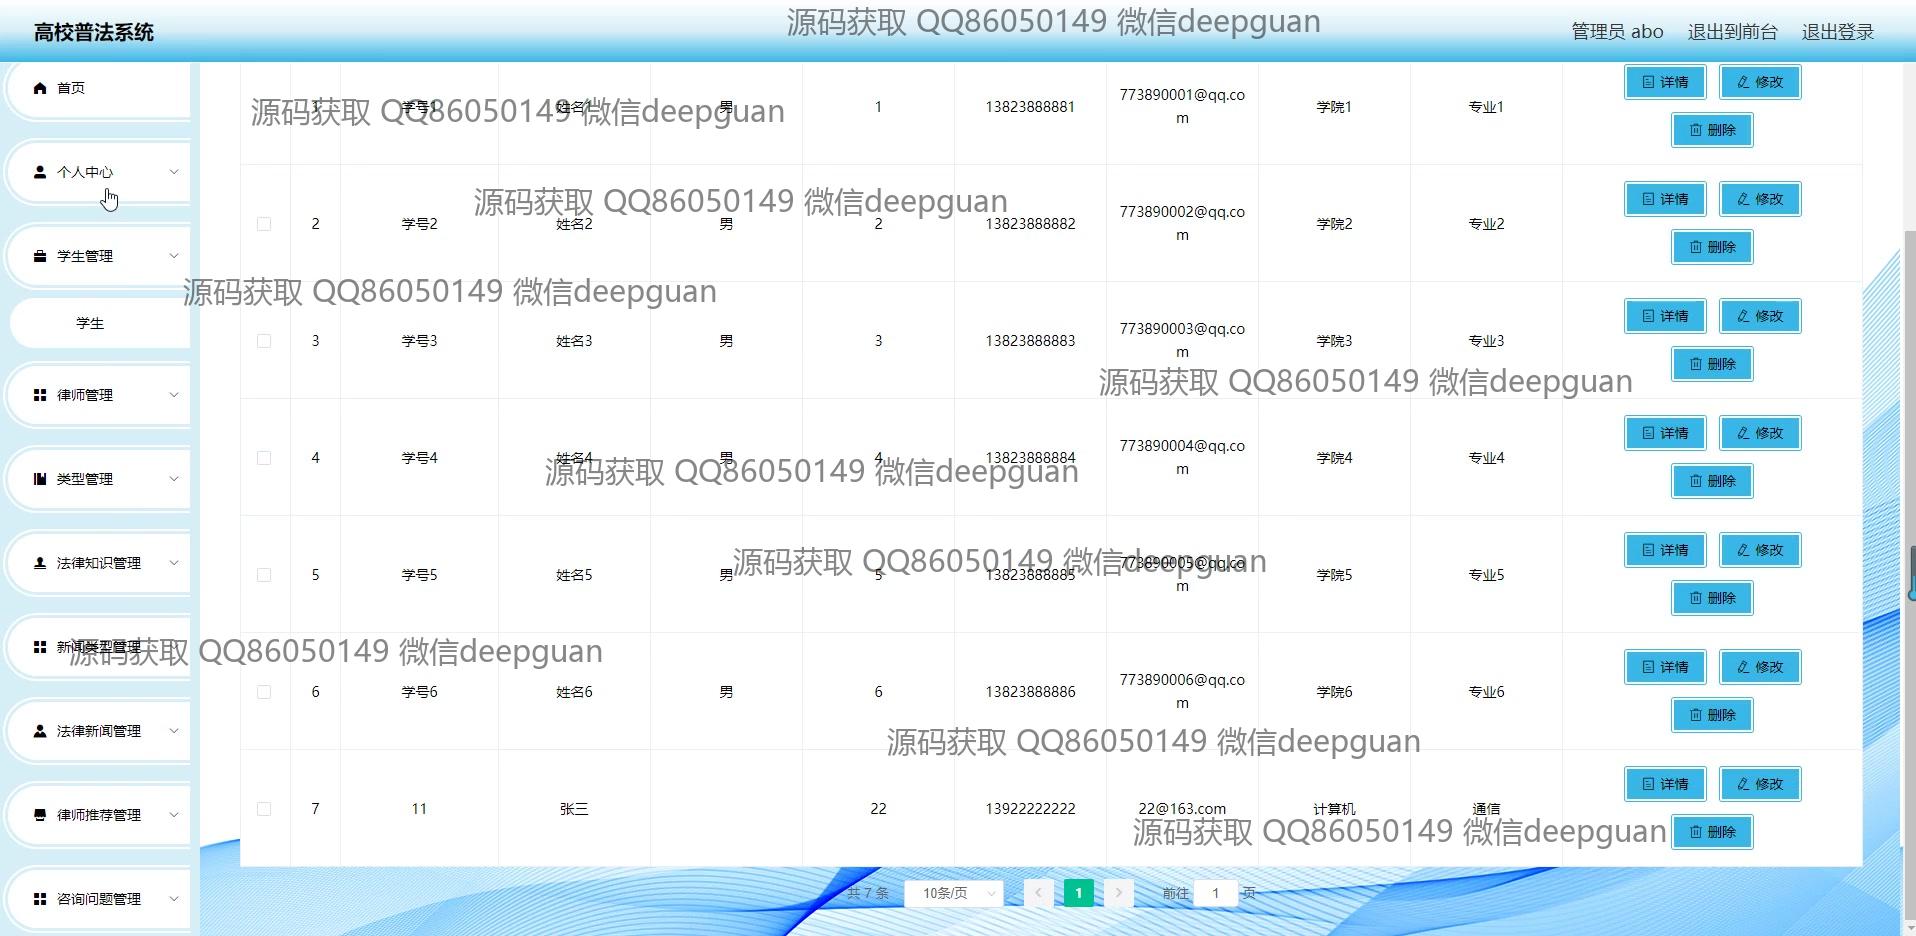 高校普法系统
源码获取 QQ86050149 微信deepguan
管理员 abo 退出到前台 退出登录
首页
个人中心
学生管理
学生
律师管理
类型管理
法律知识管理
新闻类型管理
法律新闻管理
律师推荐管理
咨询问题管理
1 学号1 姓名1 男 1 13823888881 773890001@qq.co
m 学院1 专业1 详情 修改
删除
源码获取 QQ86050149 微信deepguan
源码获取 QQ86050149 微信deepguan
2 学号2 姓名2 男 2 13823888882 773890002@qq.co
m 学院2 专业2 详情 修改
删除
源码获取 QQ86050149 微信deepguan
3 学号3 姓名3 男 3 13823888883 773890003@qq.co
m 学院3 专业3 详情 修改
删除
源码获取 QQ86050149 微信deepguan
4 学号4 姓名4 男 4 13823888884 773890004@qq.co
m 学院4 专业4 详情 修改
删除
源码获取 QQ86050149 微信deepguan
5 学号5 姓名5 男 5 13823888885 773890005@qq.co
m 学院5 专业5 详情 修改
删除
源码获取 QQ86050149 微信deepguan
源码获取 QQ86050149 微信deepguan
6 学号6 姓名6 男 6 13823888886 773890006@qq.co
m 学院6 专业6 详情 修改
删除
源码获取 QQ86050149 微信deepguan
7 11 张三 22 13922222222 22@163.com 计算机 通信 详情 修改
删除
源码获取 QQ86050149 微信deepguan
共 7 条 10条/页 1 前往 1 页